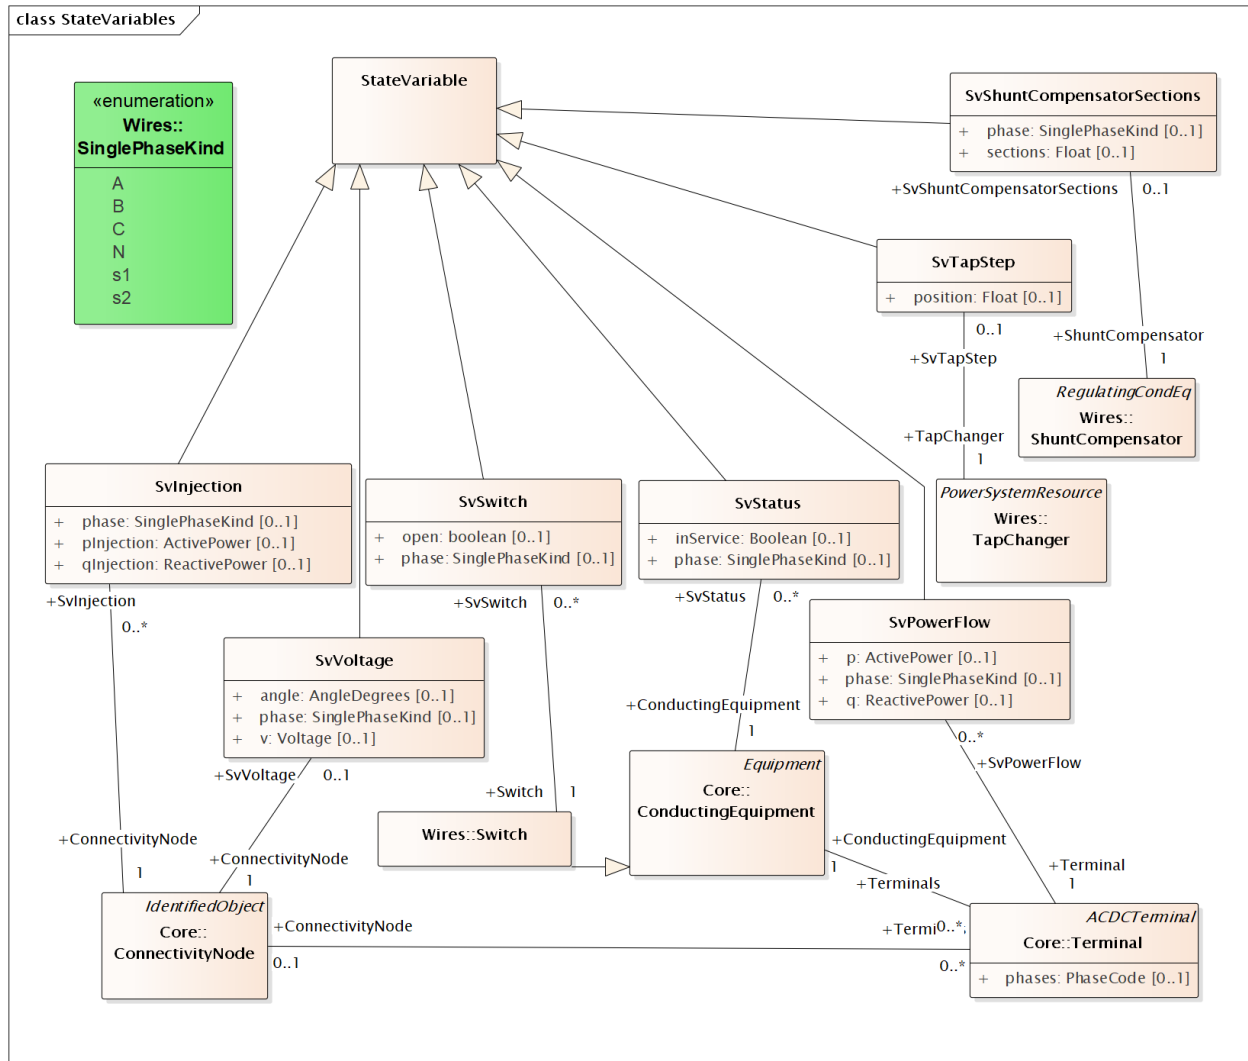 class StateVariables
«enumeration»
Wires::
SinglePhaseKind
A
B
C
N
s1
s2
StateVariable
SvShuntCompensatorSections
+ phase: SinglePhaseKind [0..1]
+ sections: Float [0..1]
+SvShuntCompensatorSections 0..1
SvTapStep
+ position: Float [0..1]
0..1
+SvTapStep
+ShuntCompensator
1
RegulatingCondEq
Wires::
ShuntCompensator
+TapChanger
1
PowerSystemResource
Wires::
TapChanger
SvInjection
+ phase: SinglePhaseKind [0..1]
+ pInjection: ActivePower [0..1]
+ qInjection: ReactivePower [0..1]
+SvInjection
0..*
SvSwitch
+ open: boolean [0..1]
+ phase: SinglePhaseKind [0..1]
+SvSwitch 0..*
SvStatus
+ inService: Boolean [0..1]
+ phase: SinglePhaseKind [0..1]
+SvStatus 0..*
SvPowerFlow
+ p: ActivePower [0..1]
+ phase: SinglePhaseKind [0..1]
+ q: ReactivePower [0..1]
0..*
+SvPowerFlow
SvVoltage
+ angle: AngleDegrees [0..1]
+ phase: SinglePhaseKind [0..1]
+ v: Voltage [0..1]
+SvVoltage 0..1
+ConductingEquipment
1
Equipment
Core::
ConductingEquipment
+Switch 1
Wires::Switch
+ConnectivityNode
1
+ConnectivityNode
1
+ConductingEquipment
1
+Terminals
+Terminal
1
IdentifiedObject
Core::
ConnectivityNode
+ConnectivityNode
0..1
+Termi 0..*
0..*
ACDCTerminal
Core::Terminal
+ phases: PhaseCode [0..1]